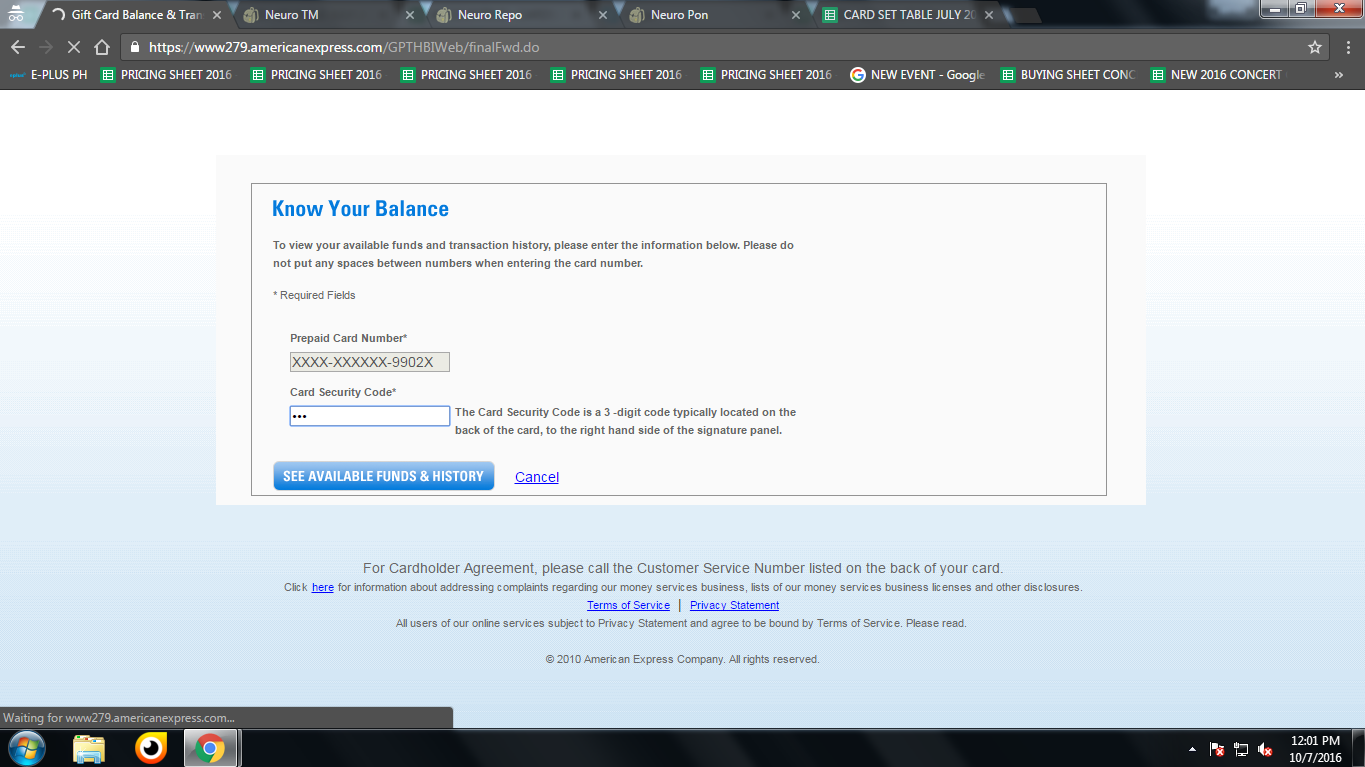 Gift Card Balance & Tran
Neuro TM
Neuro Repo
Neuro Pon
CARD SET TABLE JULY 20
https://www279.americanexpress.com/GPTHBIWeb/finalFwd.do
E-PLUS PH
PRICING SHEET 2016
PRICING SHEET 2016
PRICING SHEET 2016
PRICING SHEET 2016
PRICING SHEET 2016
NEW EVENT - Google
BUYING SHEET CONC
NEW 2016 CONCERT
»
Know Your Balance
To view your available funds and transaction history, please enter the information below. Please do
not put any spaces between numbers when entering the card number.
* Required Fields
Prepaid Card Number*
XXXX-XXXXXX-9902X
Card Security Code*
•••
The Card Security Code is a 3 -digit code typically located on the
back of the card, to the right hand side of the signature panel.
SEE AVAILABLE FUNDS & HISTORY
Cancel
For Cardholder Agreement, please call the Customer Service Number listed on the back of your card.
Click here for information about addressing complaints regarding our money services business, lists of our money services business licenses and other disclosures.
Terms of Service | Privacy Statement
All users of our online services subject to Privacy Statement and agree to be bound by Terms of Service. Please read.
© 2010 American Express Company. All rights reserved.
Waiting for www279.americanexpress.com...
12:01 PM
10/7/2016